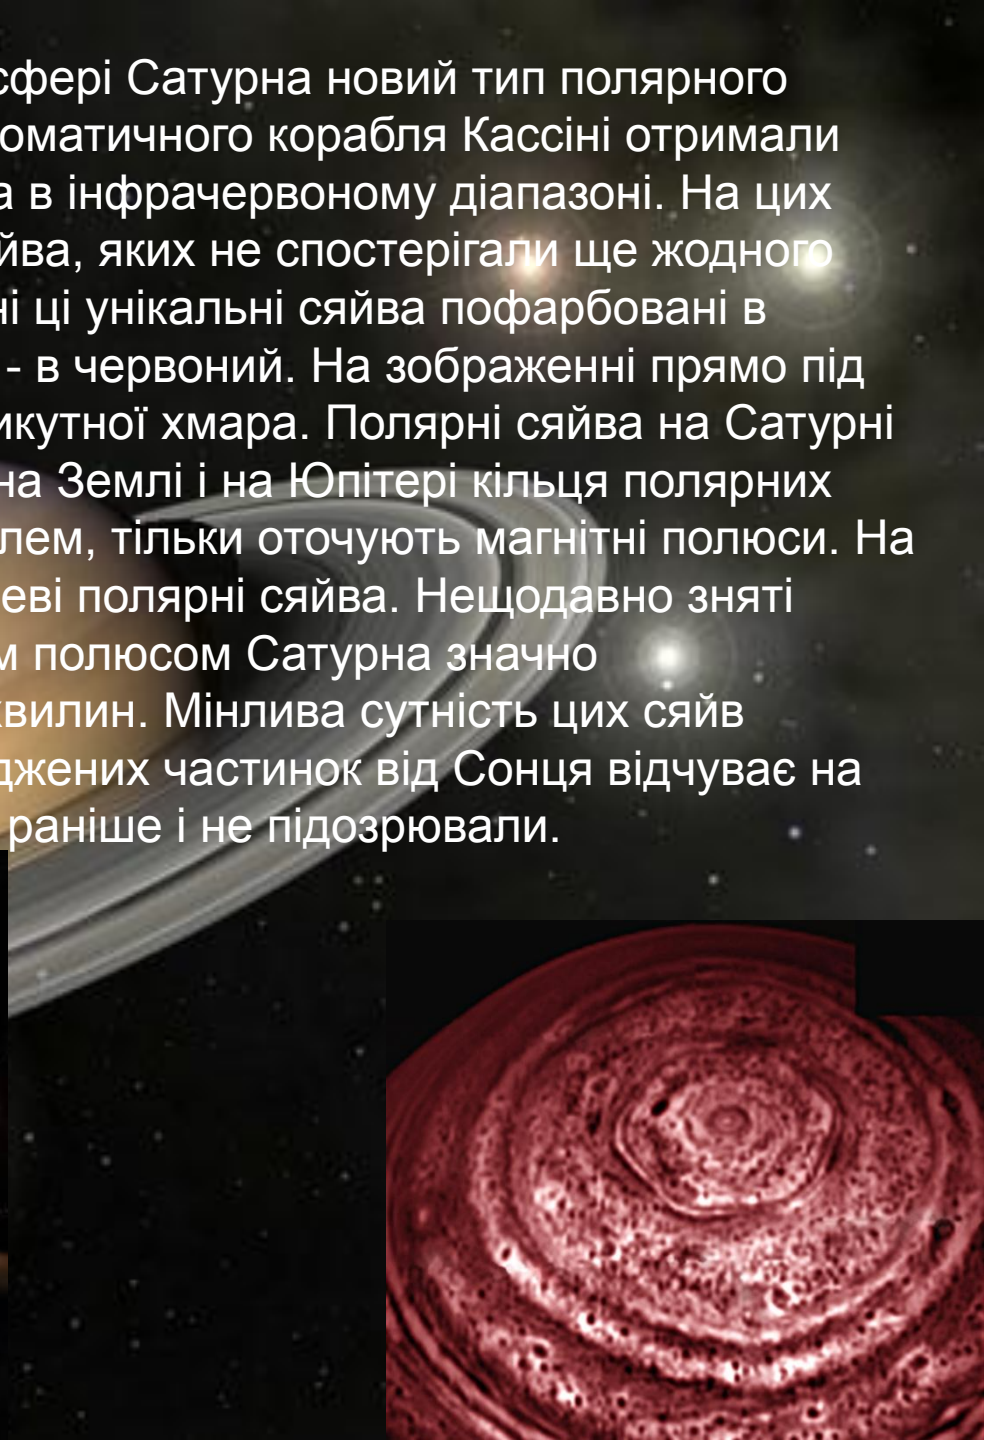 сфері Сатурна новий тип полярного
оматичного корабля Кассіні отримали
а в інфрачервоному діапазоні. На цих
йва, яких не спостерігали ще жодного
ні ці унікальні сяйва пофарбовані в
- в червоний. На зображенні прямо під
икутної хмара. Полярні сяйва на Сатурні
на Землі і на Юпітері кільця полярних
лем, тільки оточують магнітні полюси. На
еві полярні сяйва. Нещодавно зняті
м полюсом Сатурна значно
хвилин. Мінлива сутність цих сяйв
джених частинок від Сонця відчуває на
раніше і не підозрювали.